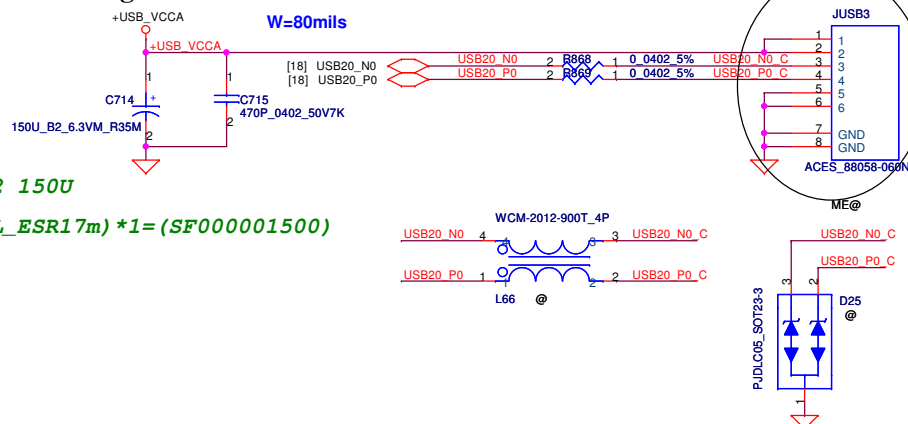 +USB_VCCA
W=80mils
+USB_VCCA
[18] USB20_N0
[18] USB20_P0
USB20_N0 2 R868 1 0_0402_5% USB20_N0_C
USB20_P0 2 R869 1 0_0402_5% USB20_P0_C
JUSB3
1 1
2 2
3 3
4 4
5 5
6 6
7 GND
8 GND
ACES_88058-060N
ME@
1
C714 +
150U_B2_6.3VM_R35M
2
1
C715
470P_0402_50V7K
2
150U
_ESR17m)*1=(SF000001500)
WCM-2012-900T_4P
USB20_N0 4 4 3 3 USB20_N0_C
USB20_P0 1 1 2 2 USB20_P0_C
L66 @
USB20_N0_C
USB20_P0_C
3 2
D25
@
PJDLC05_SOT23-3
1